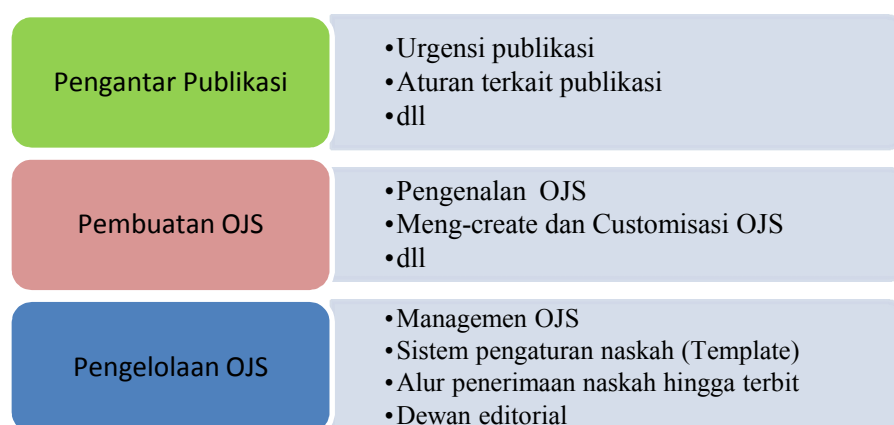 Pengantar Publikasi
•Urgensi publikasi
•Aturan terkait publikasi
•dll
Pembuatan OJS
•Pengenalan OJS
•Meng-create dan Customisasi OJS
•dll
Pengelolaan OJS
•Managemen OJS
•Sistem pengaturan naskah (Template)
•Alur penerimaan naskah hingga terbit
•Dewan editorial